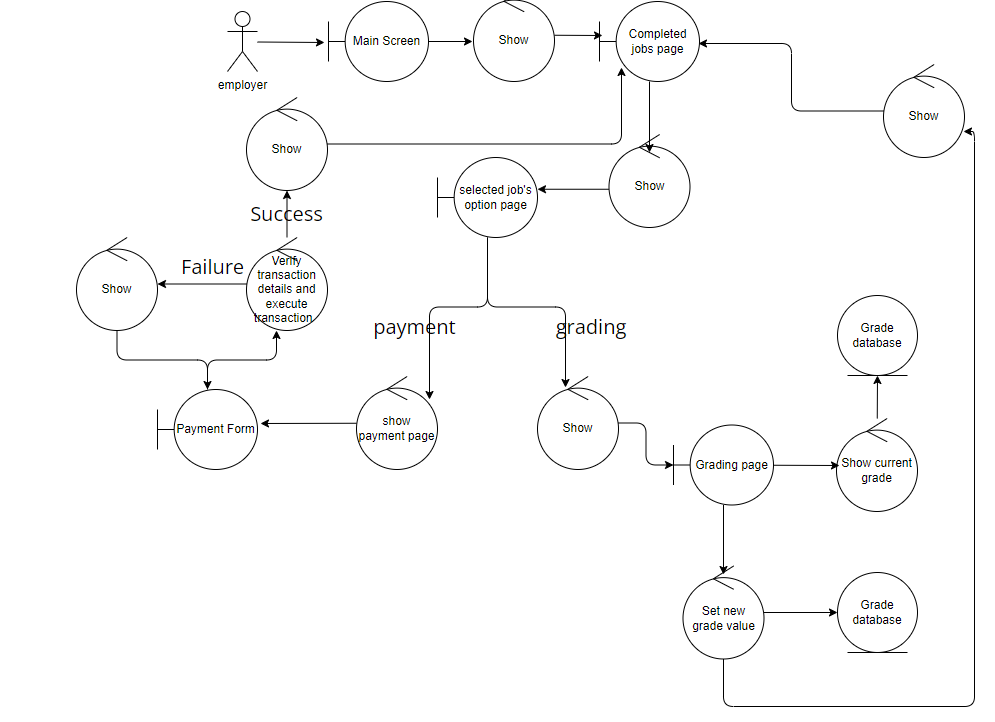 Main Screen
Show
Completed
jobs page
employer
Show
Show
Show
selected job's
option page
Success
Failure
Show
Verify
transaction
details and
execute
transaction
payment
grading
Grade
database
Payment Form
show
payment page
Show
Grading page
Show current
grade
Set new
grade value
Grade
database